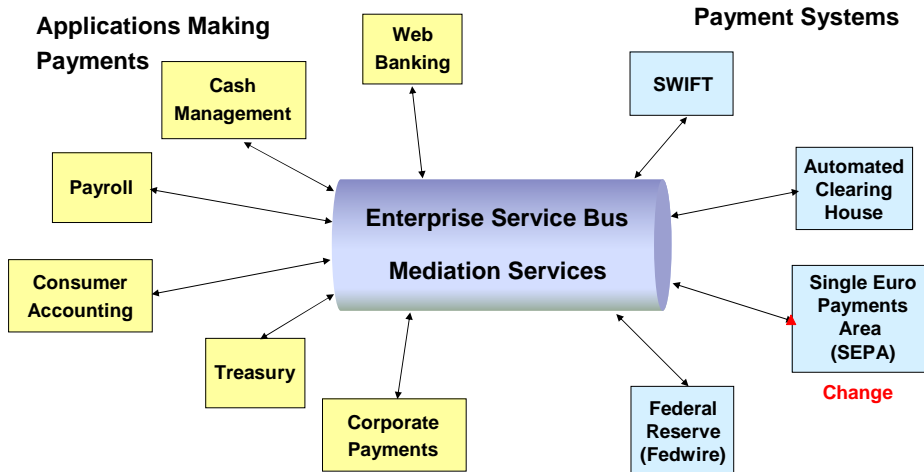 Applications Making
Payments
Payment Systems
Web
Banking
Cash
Management
SWIFT
Payroll
Automated
Clearing
House
Enterprise Service Bus
Mediation Services
Consumer
Accounting
Single Euro
Payments
Area
(SEPA)
Change
Treasury
Corporate
Payments
Federal
Reserve
(Fedwire)